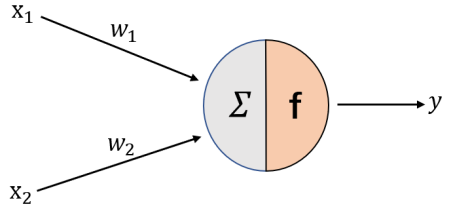 x₁
w₁
Σ f
y
w₂
x₂